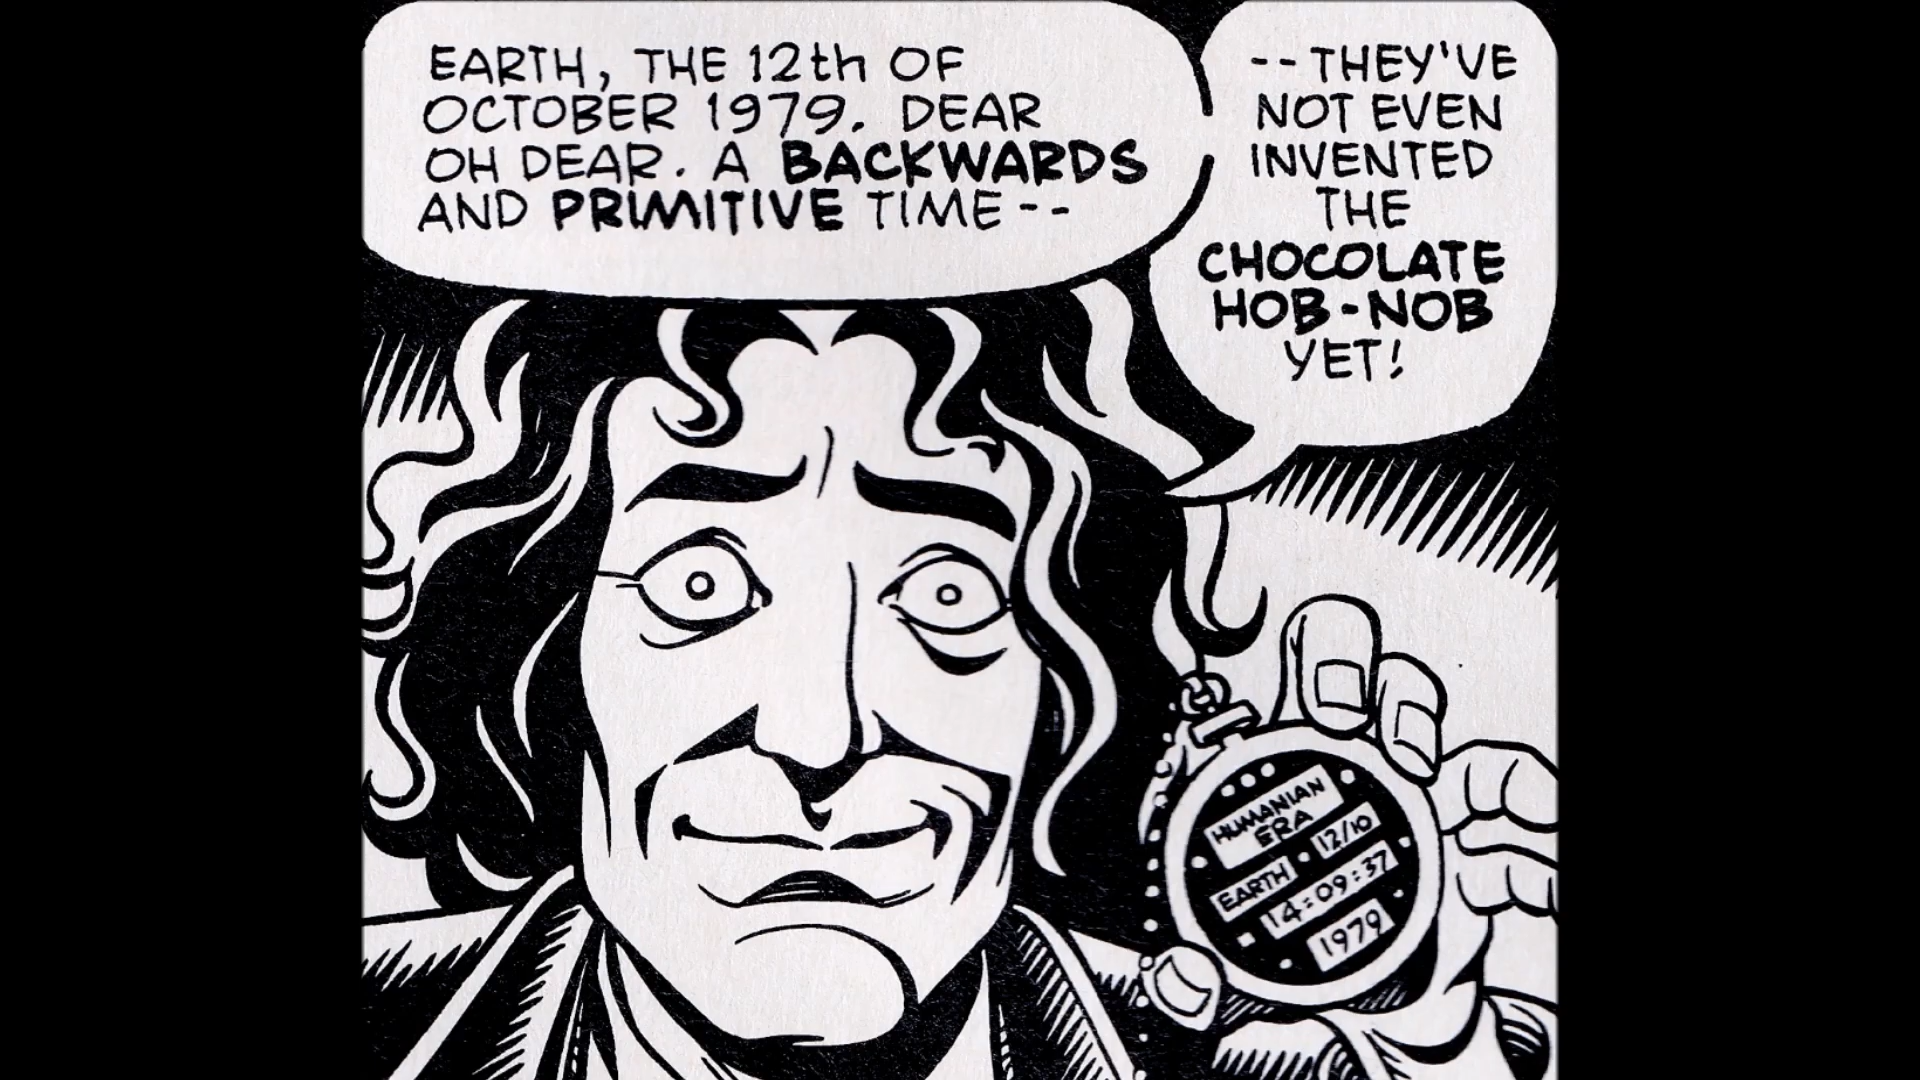 EARTH, THE 12th OF
OCTOBER 1979. DEAR
OH DEAR. A BACKWARDS
AND PRIMITIVE TIME--
--THEY'VE
NOT EVEN
INVENTED
THE
CHOCOLATE
HOB-NOB
YET!
HUMANIAN
ERA
12/10
EARTH
14:09:37
1979